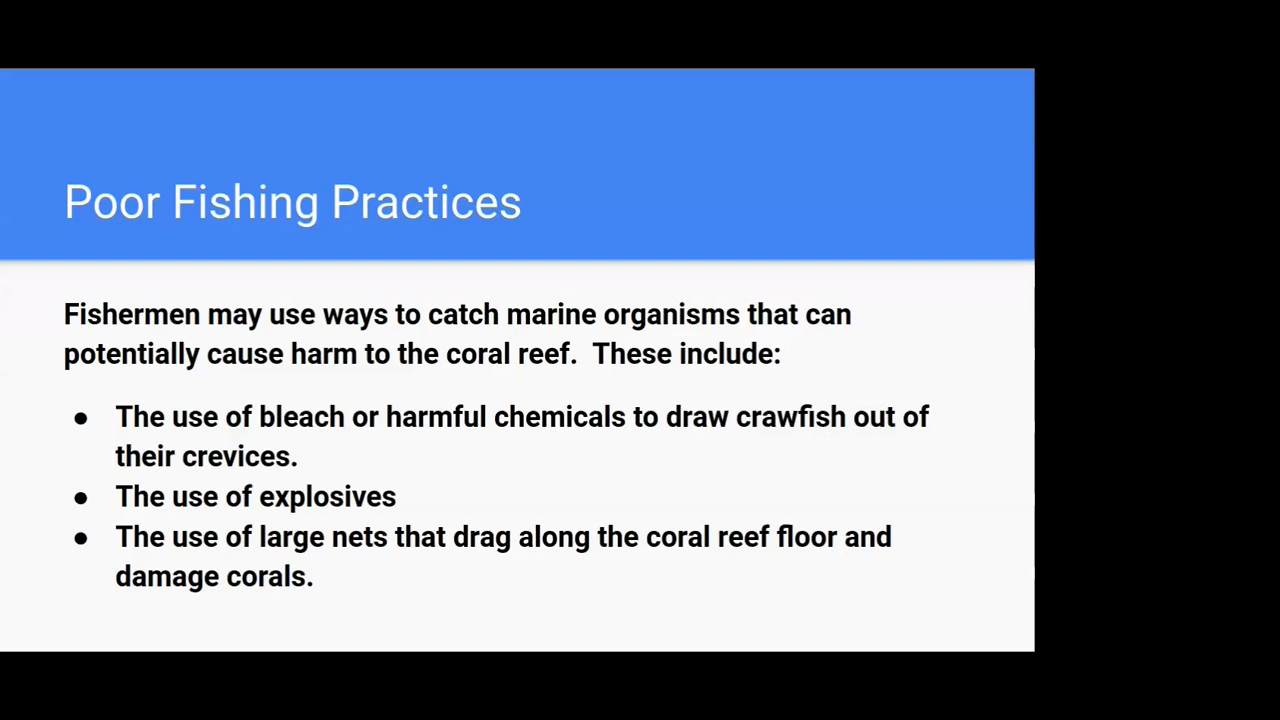 Poor Fishing Practices
Fishermen may use ways to catch marine organisms that can
potentially cause harm to the coral reef.  These include:
● The use of bleach or harmful chemicals to draw crawfish out of
their crevices.
● The use of explosives
● The use of large nets that drag along the coral reef floor and
damage corals.